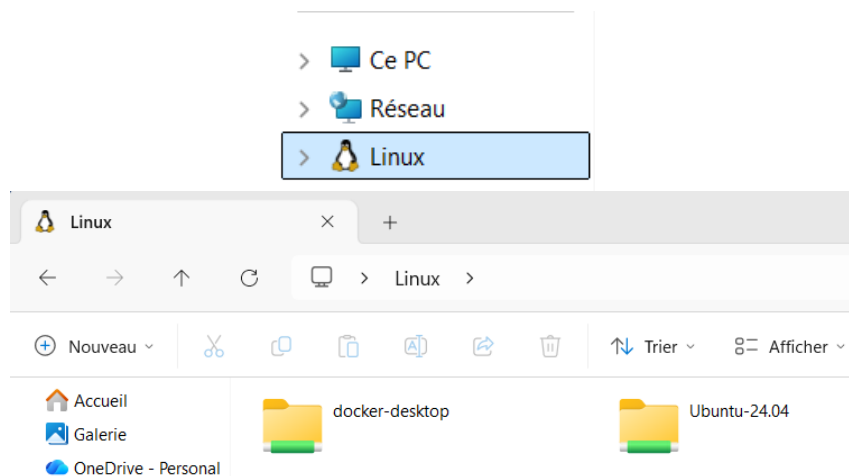 Ce PC
Réseau
Linux
Linux
Linux
Nouveau
Trier
Afficher
Accueil
docker-desktop
Ubuntu-24.04
Galerie
OneDrive - Personal